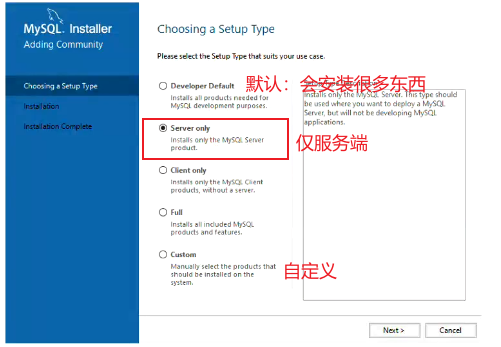 MySQL. Installer
Adding Community
Choosing a Setup Type
Installation
Installation Complete
Choosing a Setup Type
Please select the Setup Type that suits your use case.
Developer Default
Installs all products needed for
MySQL development purposes.
默认：会安装很多东西
Server only
Installs only the MySQL Server
product.
仅服务端
Client only
Installs only the MySQL Client
products, without a server.
Full
Installs all included MySQL
products and features.
Custom
Manually select the products that
should be installed on the
system.
自定义
Installs only the MySQL Server. This type should
be used where you want to deploy a MySQL
Server, but will not be developing MySQL
applications.
Next >
Cancel